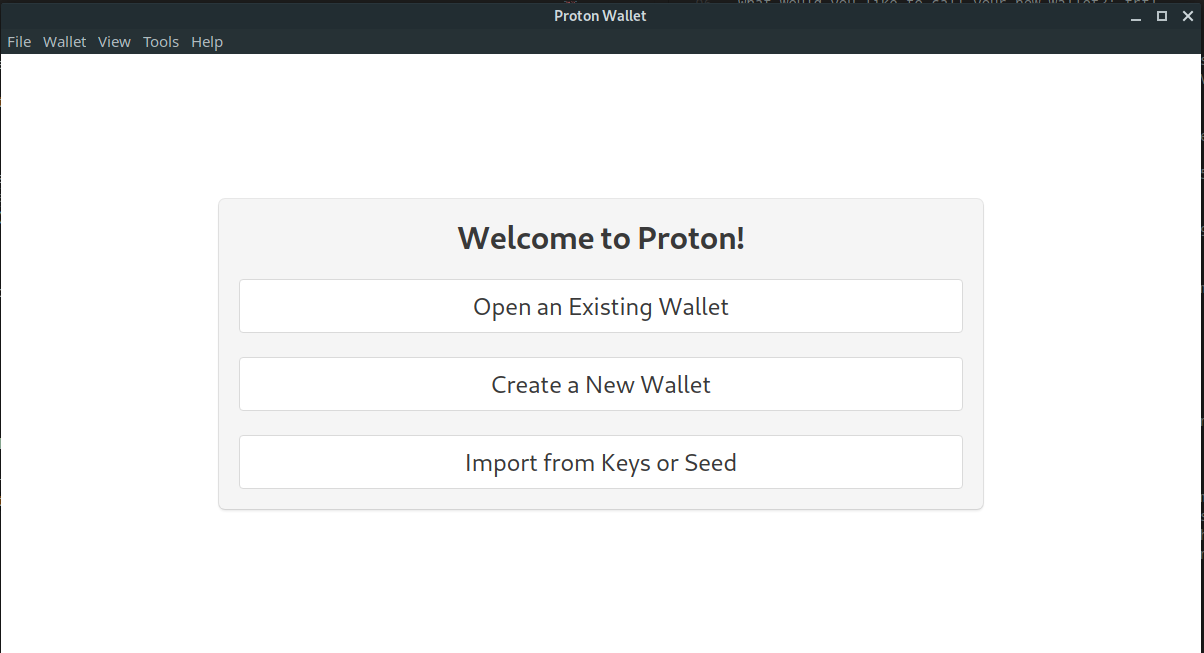 Proton Wallet
File Wallet View Tools Help
Welcome to Proton!
Open an Existing Wallet
Create a New Wallet
Import from Keys or Seed